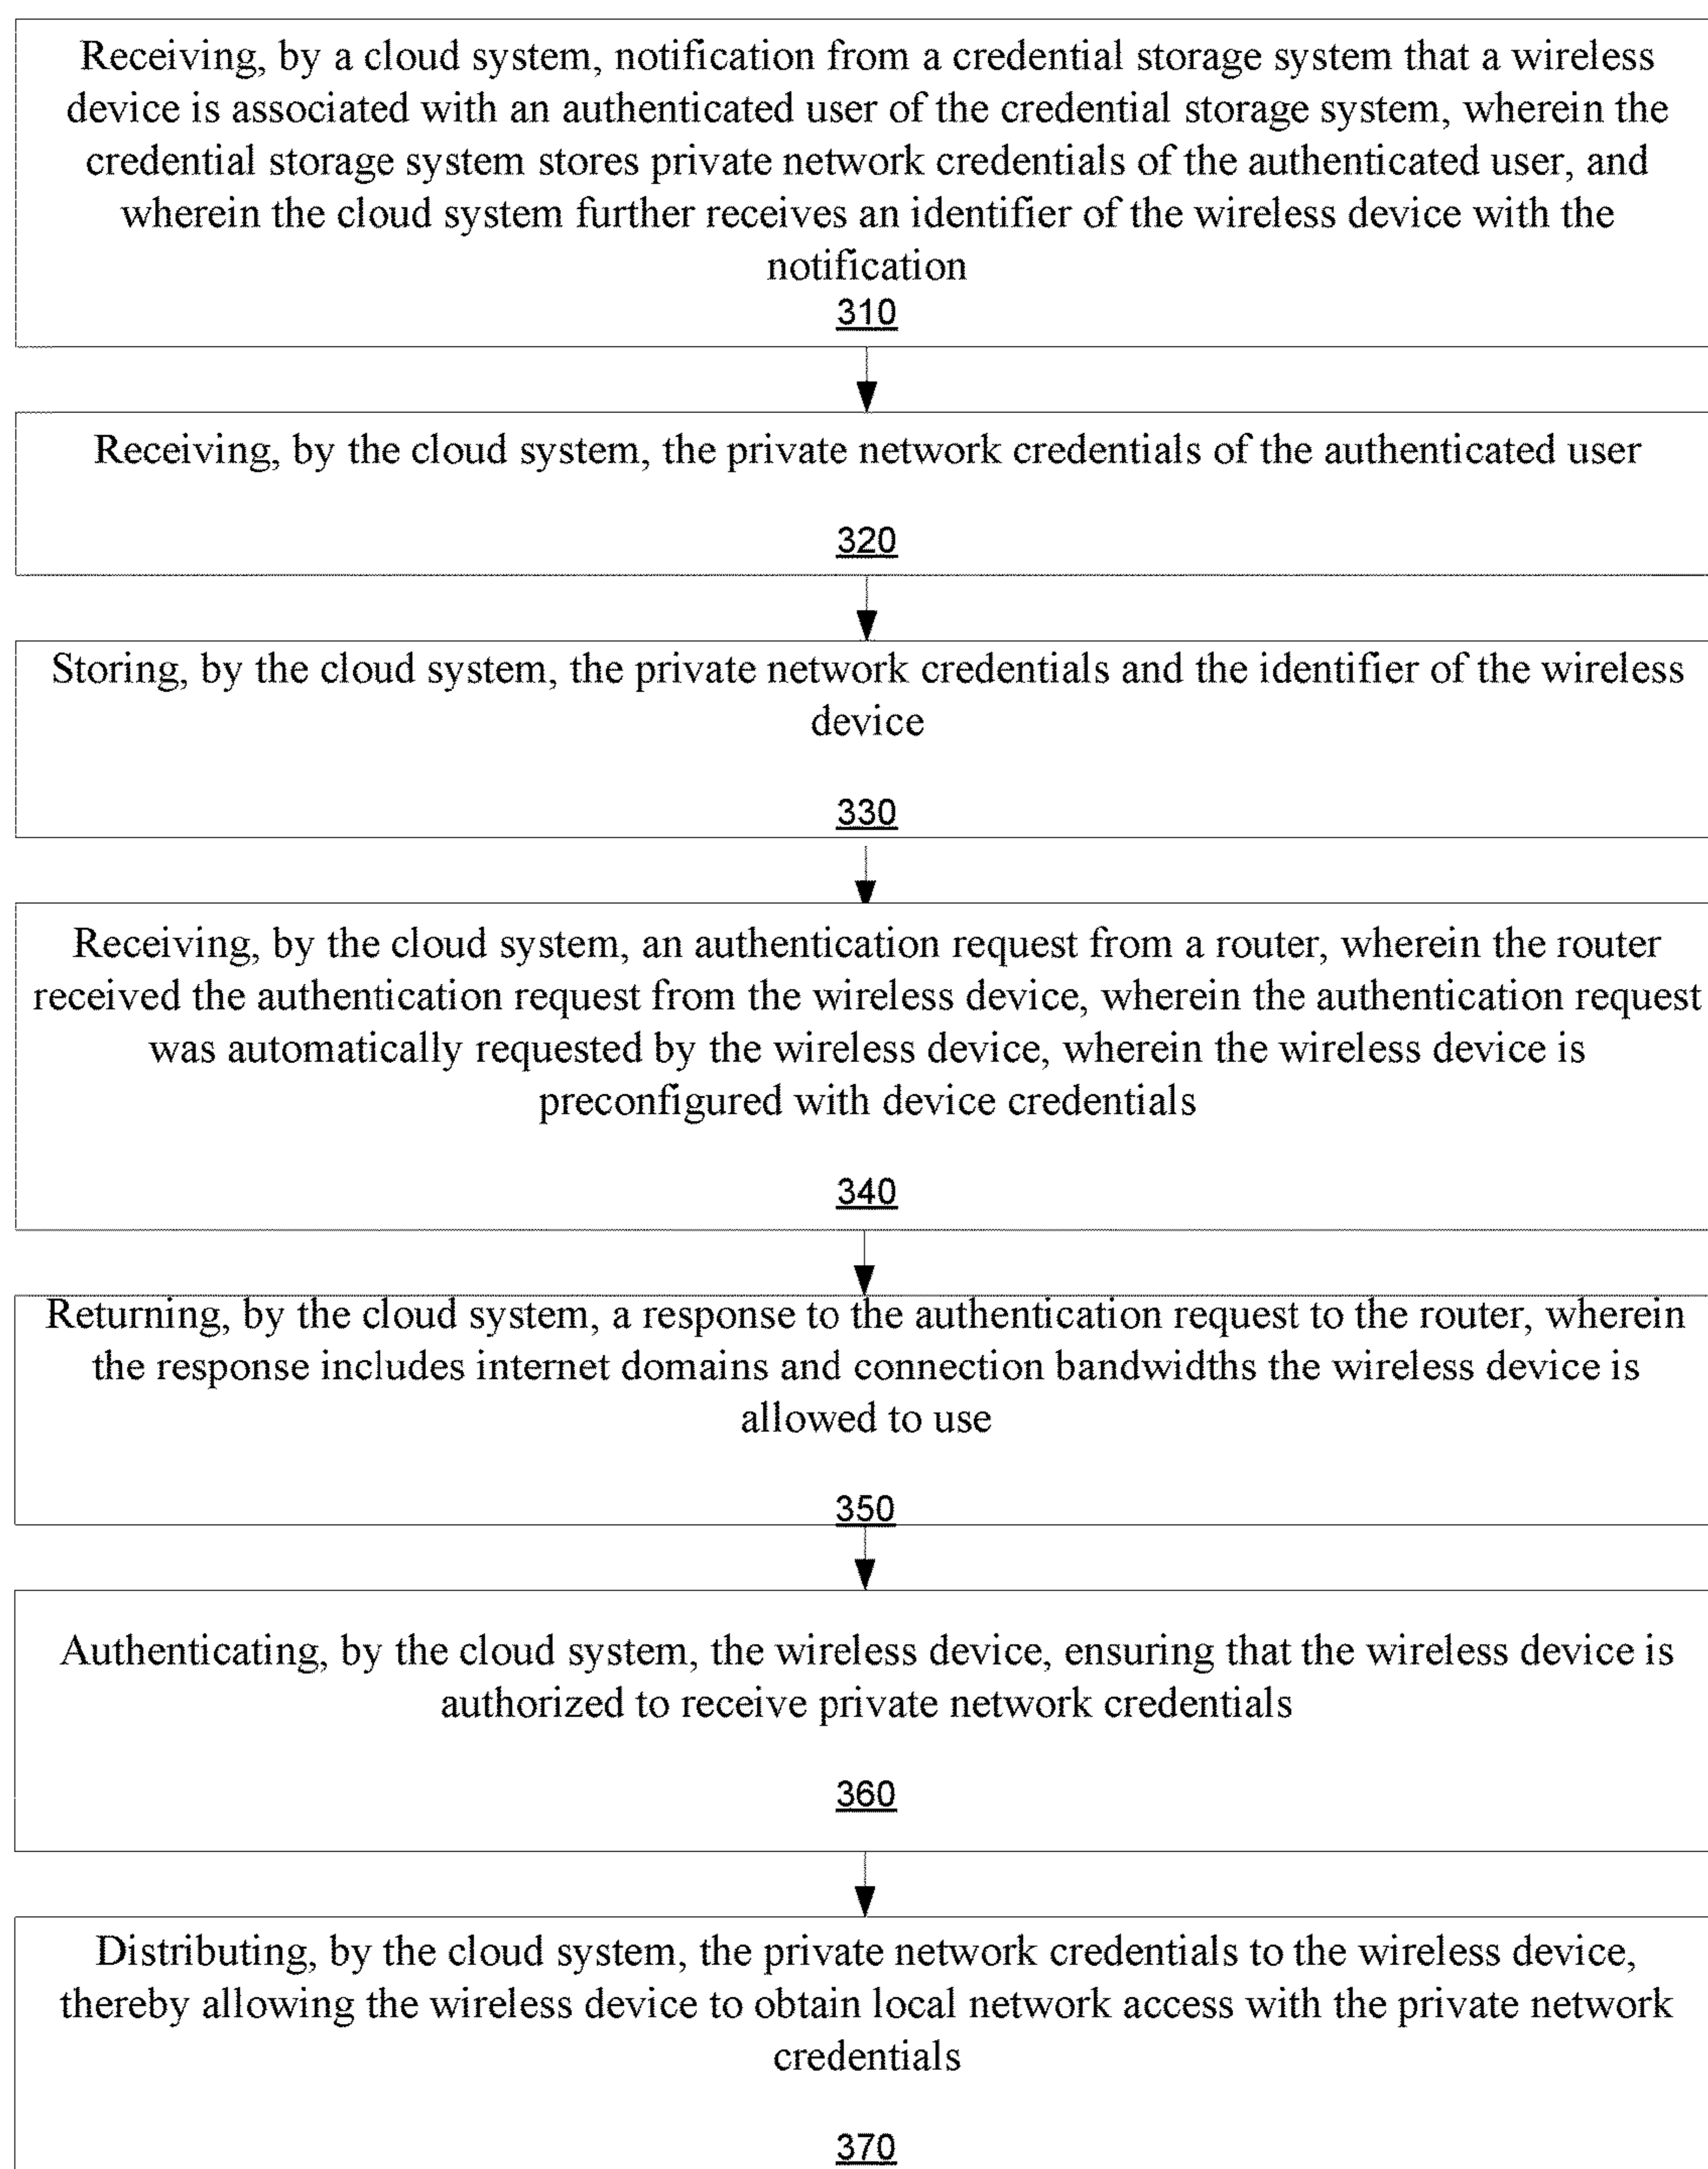 Receiving, by a cloud system, notification from a credential storage system that a wireless
device is associated with an authenticated user of the credential storage system, wherein the
credential storage system stores private network credentials of the authenticated user, and
wherein the cloud system further receives an identifier of the wireless device with the
notification
310
Receiving, by the cloud system, the private network credentials of the authenticated user
320
Storing, by the cloud system, the private network credentials and the identifier of the wireless
device
330
Receiving, by the cloud system, an authentication request from a router, wherein the router
received the authentication request from the wireless device, wherein the authentication request
was automatically requested by the wireless device, wherein the wireless device is
preconfigured with device credentials
340
Returning, by the cloud system, a response to the authentication request to the router, wherein
the response includes internet domains and connection bandwidths the wireless device is
allowed to use
350
Authenticating, by the cloud system, the wireless device, ensuring that the wireless device is
authorized to receive private network credentials
360
Distributing, by the cloud system, the private network credentials to the wireless device,
thereby allowing the wireless device to obtain local network access with the private network
credentials
370